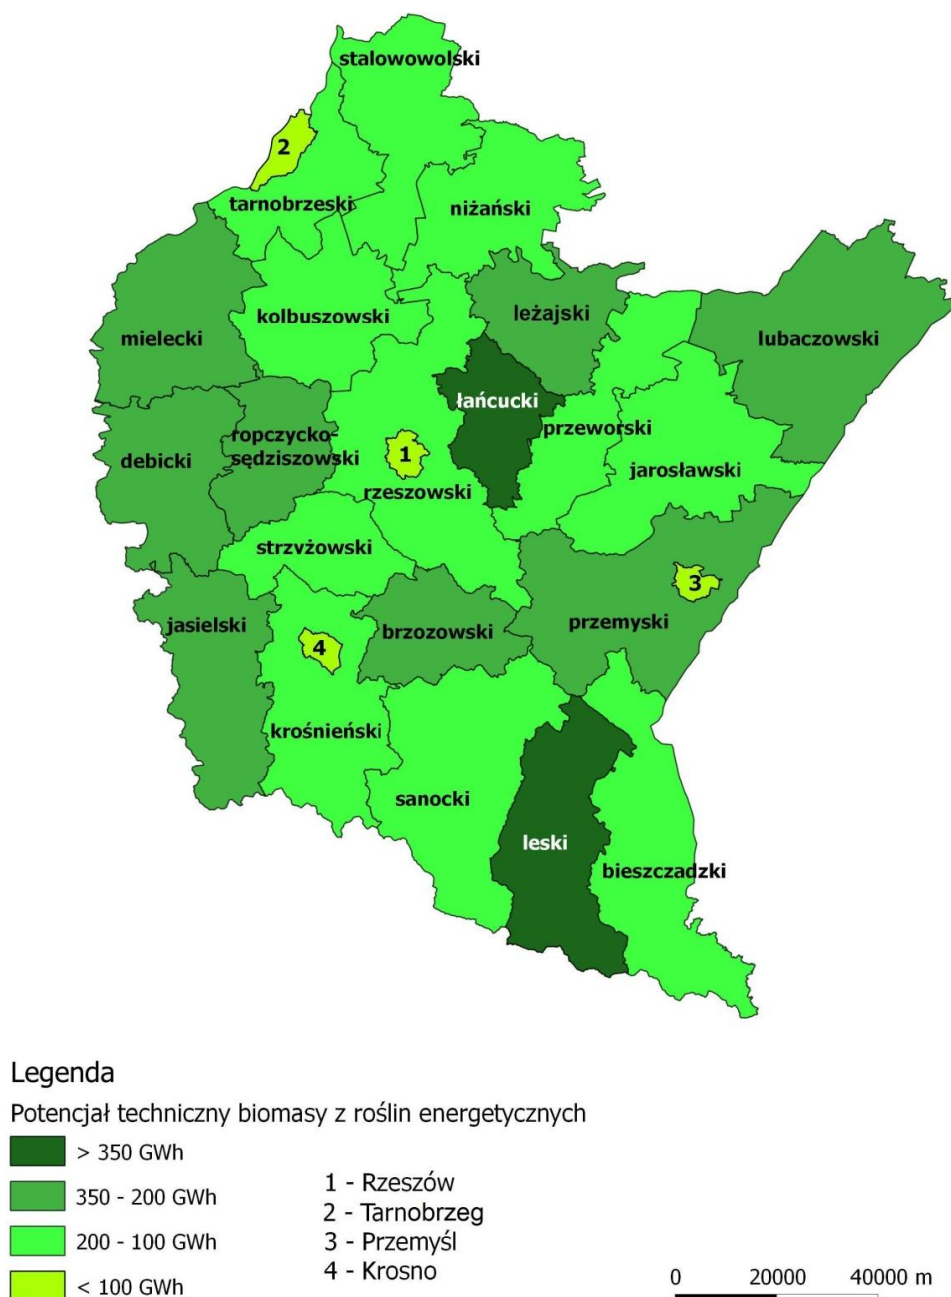 stalowowolski
2
tarnobrzeski
niżański
kolbuszowski
leżajski
mielecki
lubaczowski
łańcucki
ropczycko-
sędziszowski
debicki
1
przeworski
jarosławski
rzeszowski
strzyżowski
3
jasielski
brzozowski
przemyski
4
krośnieński
sanocki
leski
bieszczadzki
Legenda
Potencjał techniczny biomasy z roślin energetycznych
> 350 GWh
350 - 200 GWh
200 - 100 GWh
< 100 GWh
1 - Rzeszów
2 - Tarnobrzeg
3 - Przemyśl
4 - Krosno
0 20000 40000 m